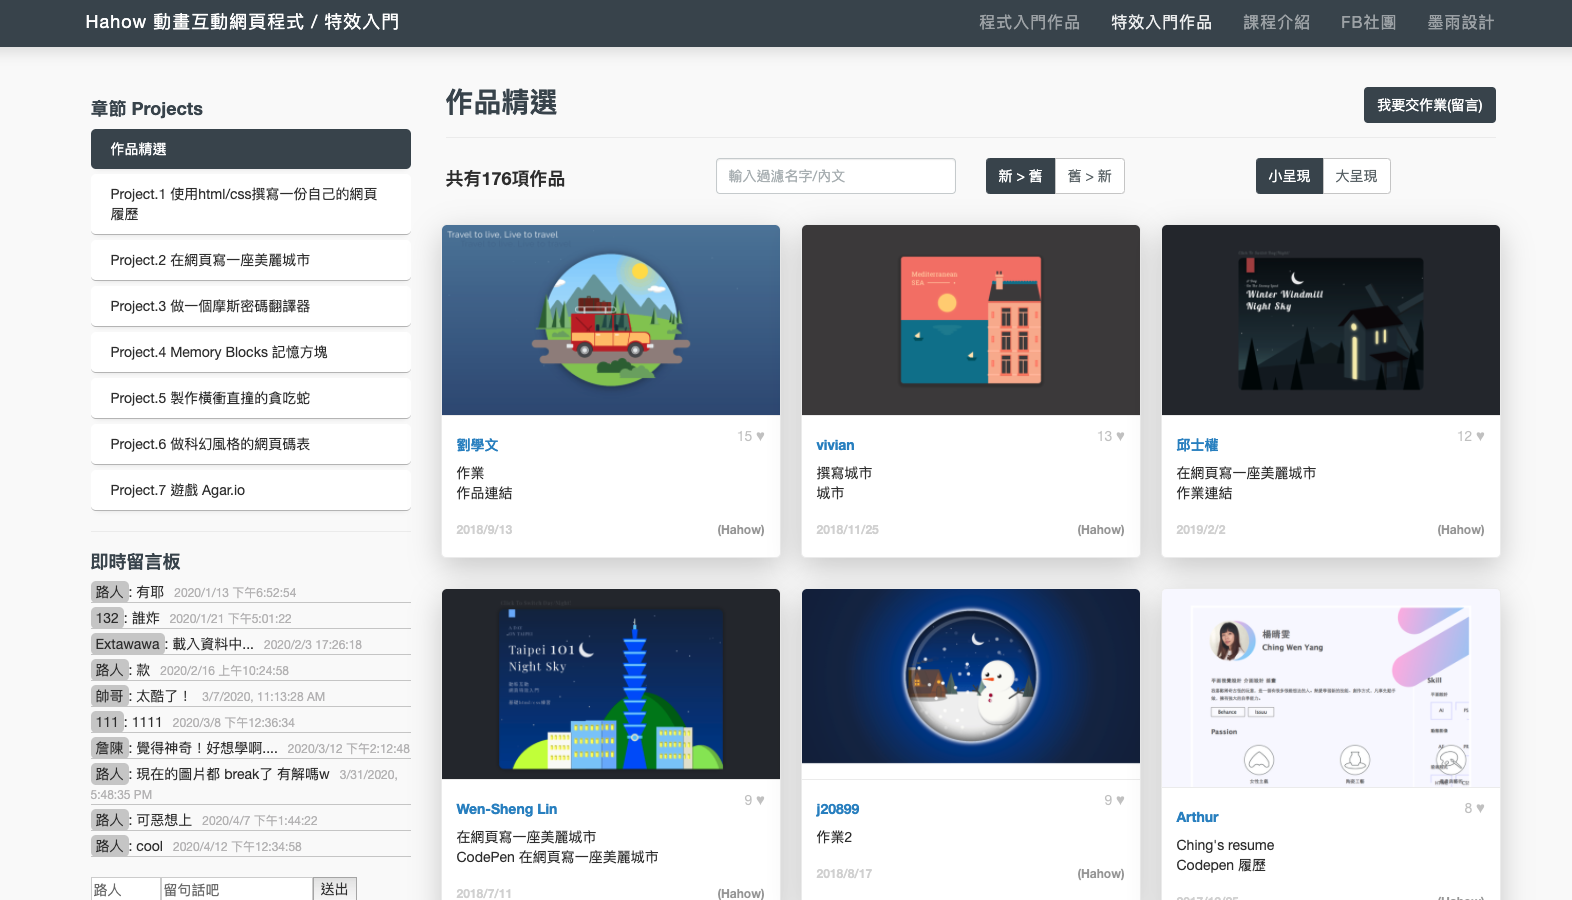 Hahow 動畫互動網頁程式 / 特效入門
程式入門作品
特效入門作品
課程介紹
FB社團
墨雨設計
章節 Projects
作品精選
Project.1 使用html/css撰寫一份自己的網頁
履歷
Project.2 在網頁寫一座美麗城市
Project.3 做一個摩斯密碼翻譯器
Project.4 Memory Blocks 記憶方塊
Project.5 製作橫衝直撞的貪吃蛇
Project.6 做科幻風格的網頁碼表
Project.7 遊戲 Agar.io
即時留言板
路人 : 有耶 2020/1/13 下午6:52:54
132 : 誰炸 2020/1/21 下午5:01:22
Extawawa : 載入資料中... 2020/2/3 17:26:18
路人 : 款 2020/2/16 上午10:24:58
帥哥 : 太酷了！ 3/7/2020, 11:13:28 AM
111 : 1111 2020/3/8 下午12:36:34
詹陳 : 覺得神奇！好想學啊.... 2020/3/12 下午2:12:48
路人 : 現在的圖片都 break了 有解嗎w 3/31/2020,
5:48:35 PM
路人 : 可惡想上 2020/4/7 下午1:44:22
路人 : cool 2020/4/12 下午12:34:58
路人
留句話吧
送出
作品精選
我要交作業(留言)
共有176項作品
輸入過濾名字/內文
新 > 舊
舊 > 新
小呈現
大呈現
Travel to live, Live to travel
15 ♥
劉學文
作業
作品連結
2018/9/13
(Hahow)
Mediterranean
SEA
13 ♥
vivian
撰寫城市
城市
2018/11/25
(Hahow)
Winter Windmill
Night Sky
12 ♥
邱士權
在網頁寫一座美麗城市
作業連結
2019/2/2
(Hahow)
Taipei 101
Night Sky
9 ♥
Wen-Sheng Lin
在網頁寫一座美麗城市
CodePen 在網頁寫一座美麗城市
2018/7/11
(Hahow)
9 ♥
j20899
作業2
2018/8/17
(Hahow)
楊晴雯
Ching Wen Yang
Behance
Issuu
Passion
Skill
8 ♥
Arthur
Ching's resume
Codepen 履歷